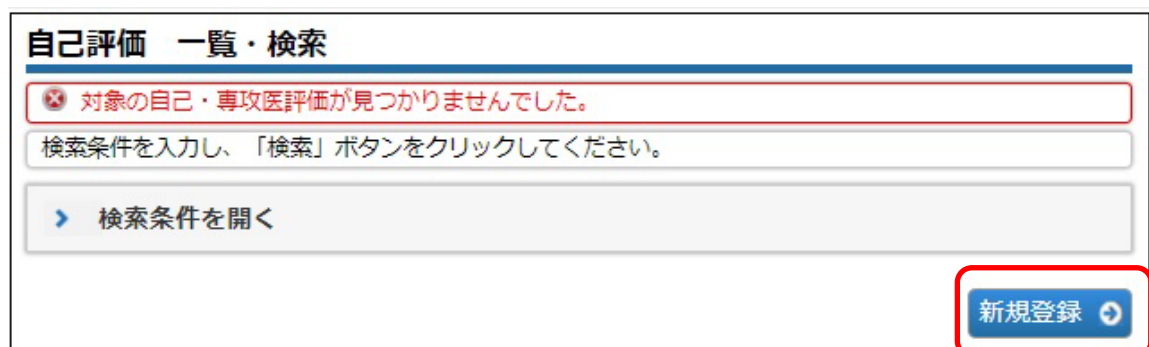 自己評価　一覧・検索
対象の自己・専攻医評価が見つかりませんでした。
検索条件を入力し、「検索」ボタンをクリックしてください。
検索条件を開く
新規登録